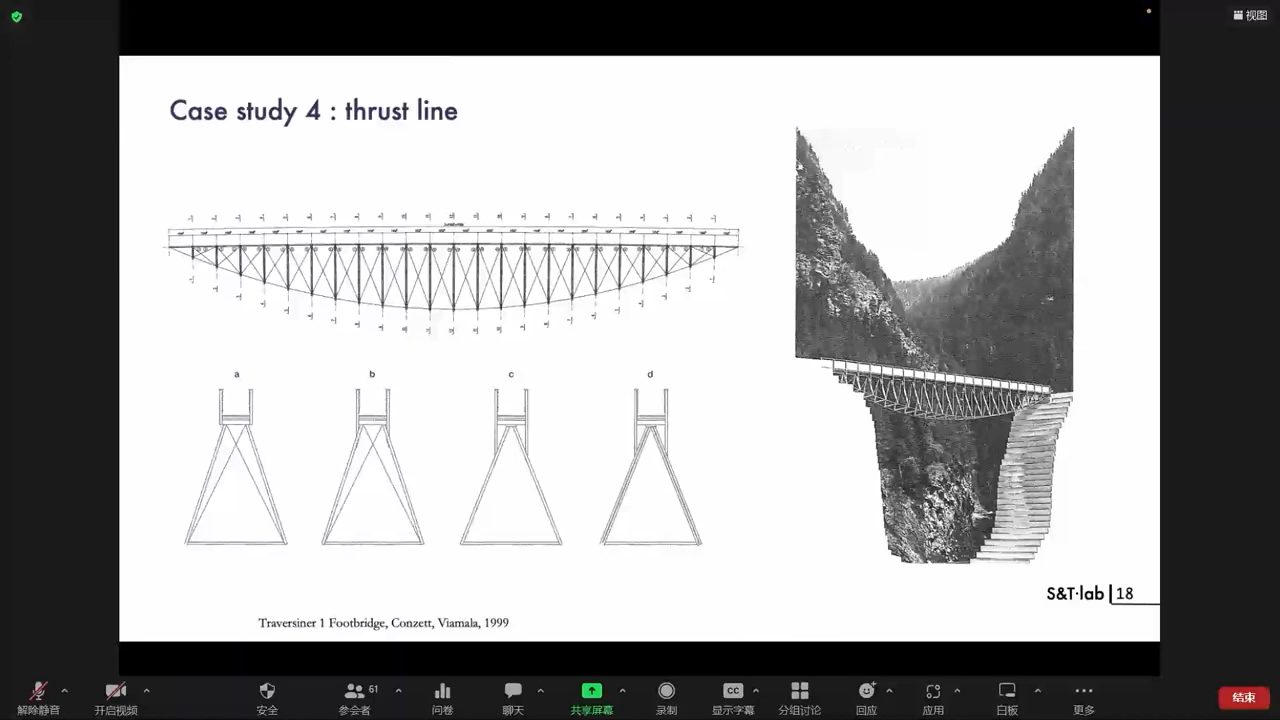 视图
Case study 4 : thrust line
a b c d
S&T·lab | 18
Traversiner 1 Footbridge, Conzett, Viamala, 1999
解除静音 开启视频 安全 61 参会者 问卷 聊天 共享屏幕 录制 CC 显示字幕 分组讨论 回应 应用 白板 更多 结束